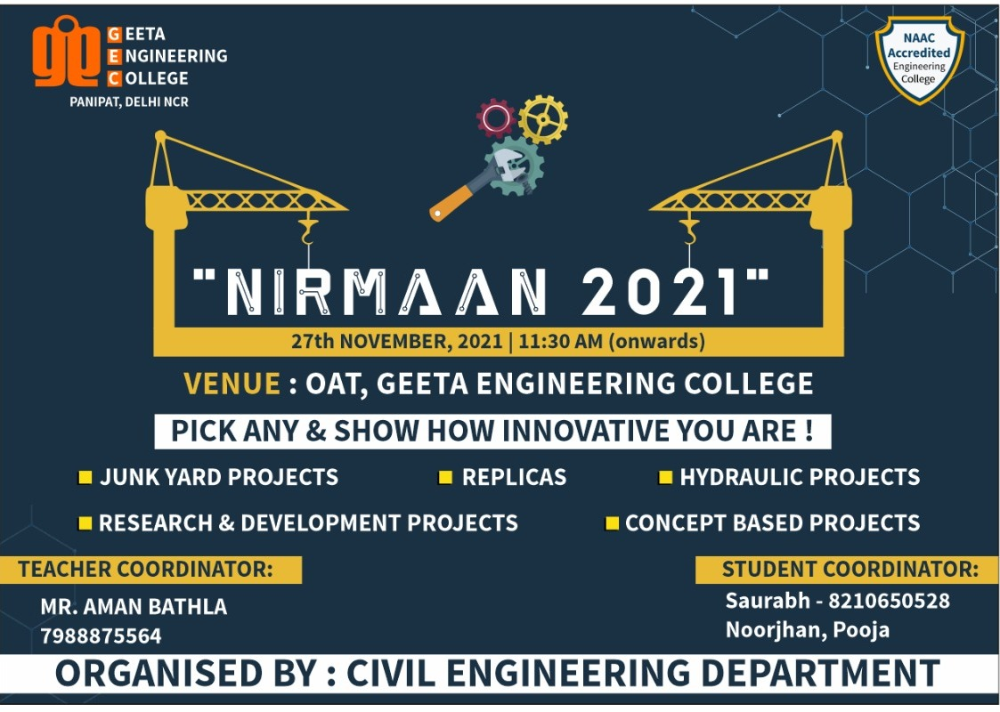 GEETA
ENGINEERING
COLLEGE
PANIPAT, DELHI NCR
NAAC
Accredited
Engineering
College
"NIRMAAN 2021"
27th NOVEMBER, 2021 | 11:30 AM (onwards)
VENUE : OAT, GEETA ENGINEERING COLLEGE
PICK ANY & SHOW HOW INNOVATIVE YOU ARE !
JUNK YARD PROJECTS
REPLICAS
HYDRAULIC PROJECTS
RESEARCH & DEVELOPMENT PROJECTS
CONCEPT BASED PROJECTS
TEACHER COORDINATOR:
MR. AMAN BATHLA
7988875564
STUDENT COORDINATOR:
Saurabh - 8210650528
Noorjhan, Pooja
ORGANISED BY : CIVIL ENGINEERING DEPARTMENT